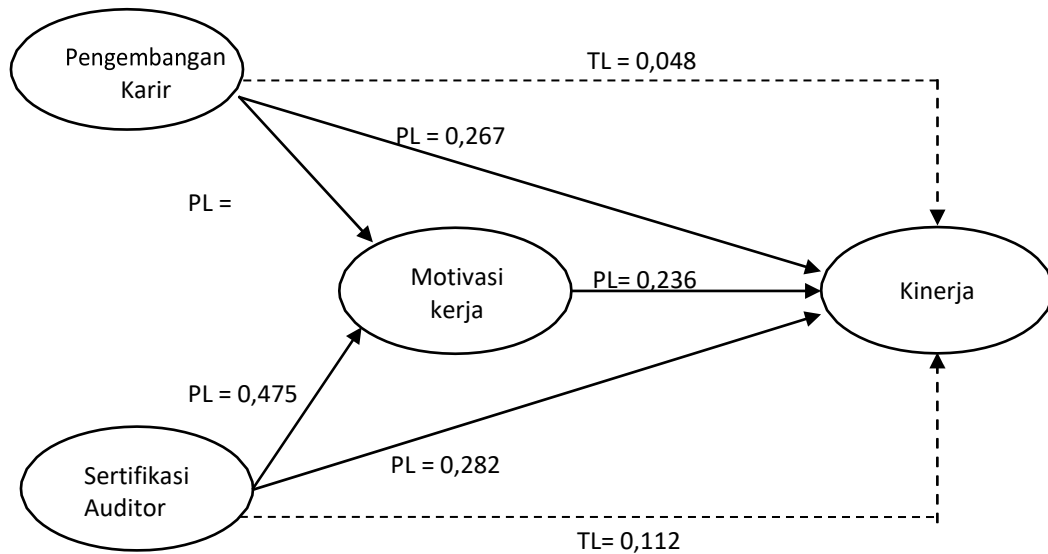 Pengembangan
Karir
TL = 0,048
PL = 0,267
PL =
Motivasi
kerja
PL= 0,236
Kinerja
PL = 0,475
PL = 0,282
Sertifikasi
Auditor
TL= 0,112